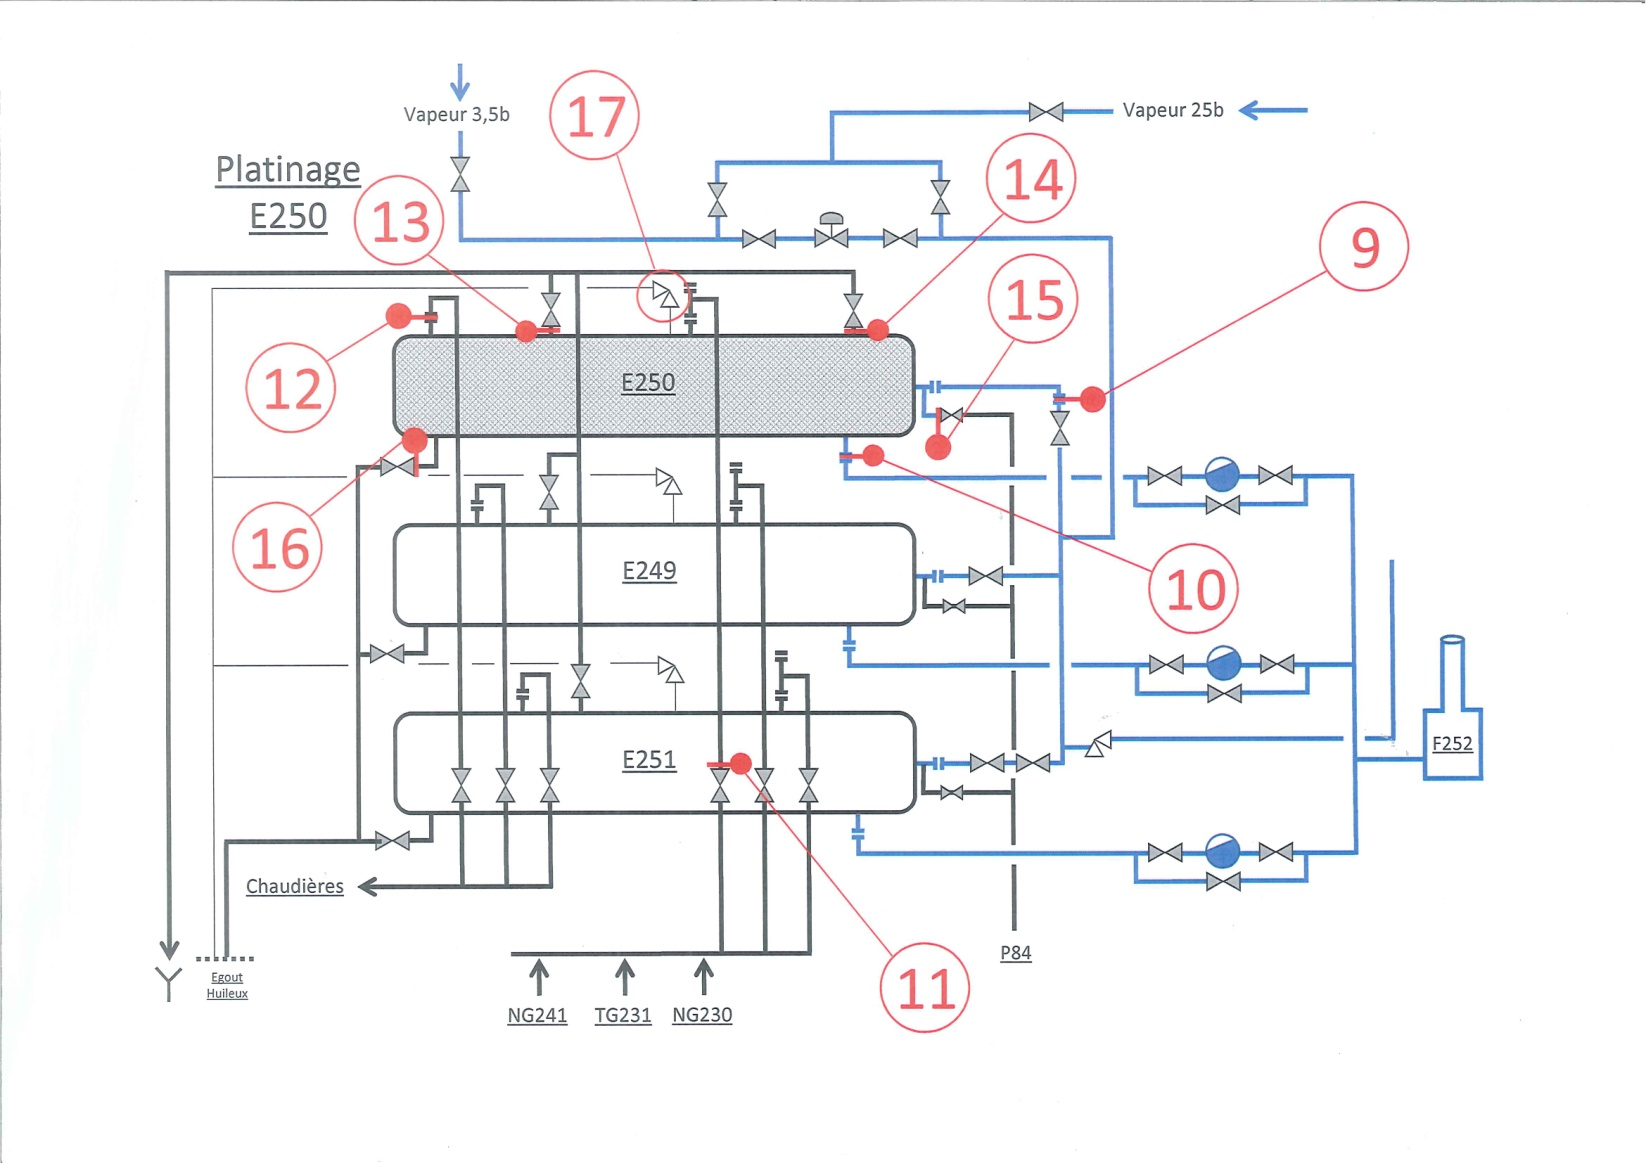 Vapeur 3,5b
17
Vapeur 25b
Platinage
E250
13
14
9
15
12
E250
16
E249
10
E251
F252
Chaudières
11
P84
Egout
Huileux
NG241
TG231
NG230